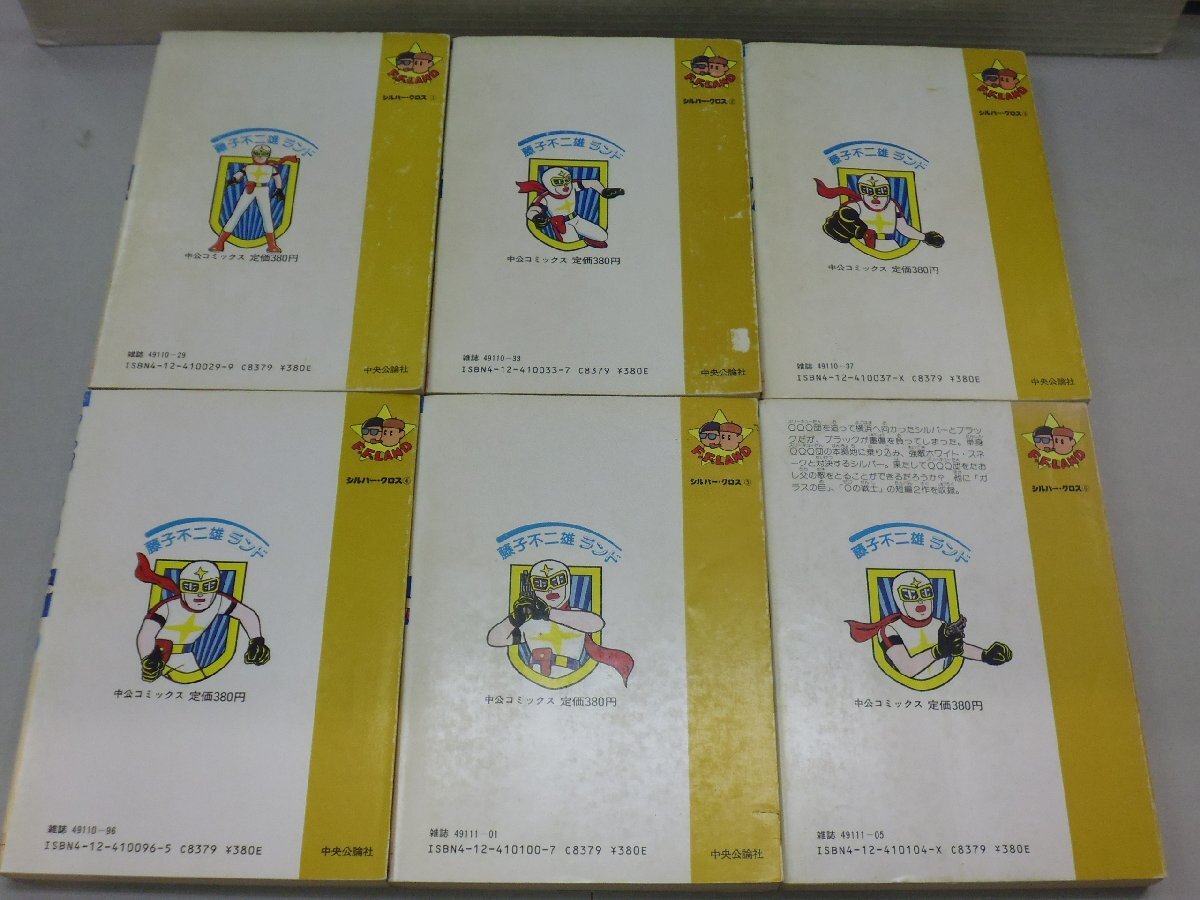 F.F.LAND
シルバー・クロス ①
藤子不二雄 ランド
中公コミックス 定価380円
雑誌 49110-29
ISBN4-12-410029-9 C8379 ¥380E
中央公論社
F.F.LAND
シルバー・クロス ②
藤子不二雄 ランド
中公コミックス 定価380円
雑誌 49110-33
ISBN4-12-410033-7 C8379 ¥380E
中央公論社
F.F.LAND
シルバー・クロス ③
藤子不二雄 ランド
中公コミックス 定価380円
雑誌 49110-37
ISBN4-12-410037-X C8379 ¥380E
中央公論社
F.F.LAND
シルバー・クロス ④
藤子不二雄 ランド
中公コミックス 定価380円
雑誌 49110-96
ISBN4-12-410096-5 C8379 ¥380E
中央公論社
F.F.LAND
シルバー・クロス ⑤
藤子不二雄 ランド
中公コミックス 定価380円
雑誌 49111-01
ISBN4-12-410100-7 C8379 ¥380E
中央公論社
QQQ団を追って横浜へ向かったシルバーとブラッ
クだが、ブラックが重傷を負ってしまった。単身
QQQ団の本拠地に乗り込み、強敵ホワイト・スネ
ークと対決するシルバー。果たしてQQQ団をたお
し父の敵をとることができるだろうか? 他に「ガ
ラスの巨」、「0の戦士」の短編2作を収録。
F.F.LAND
シルバー・クロス ⑥
藤子不二雄 ランド
中公コミックス 定価380円
雑誌 49111-05
ISBN4-12-410104-X C8379 ¥380E
中央公論社